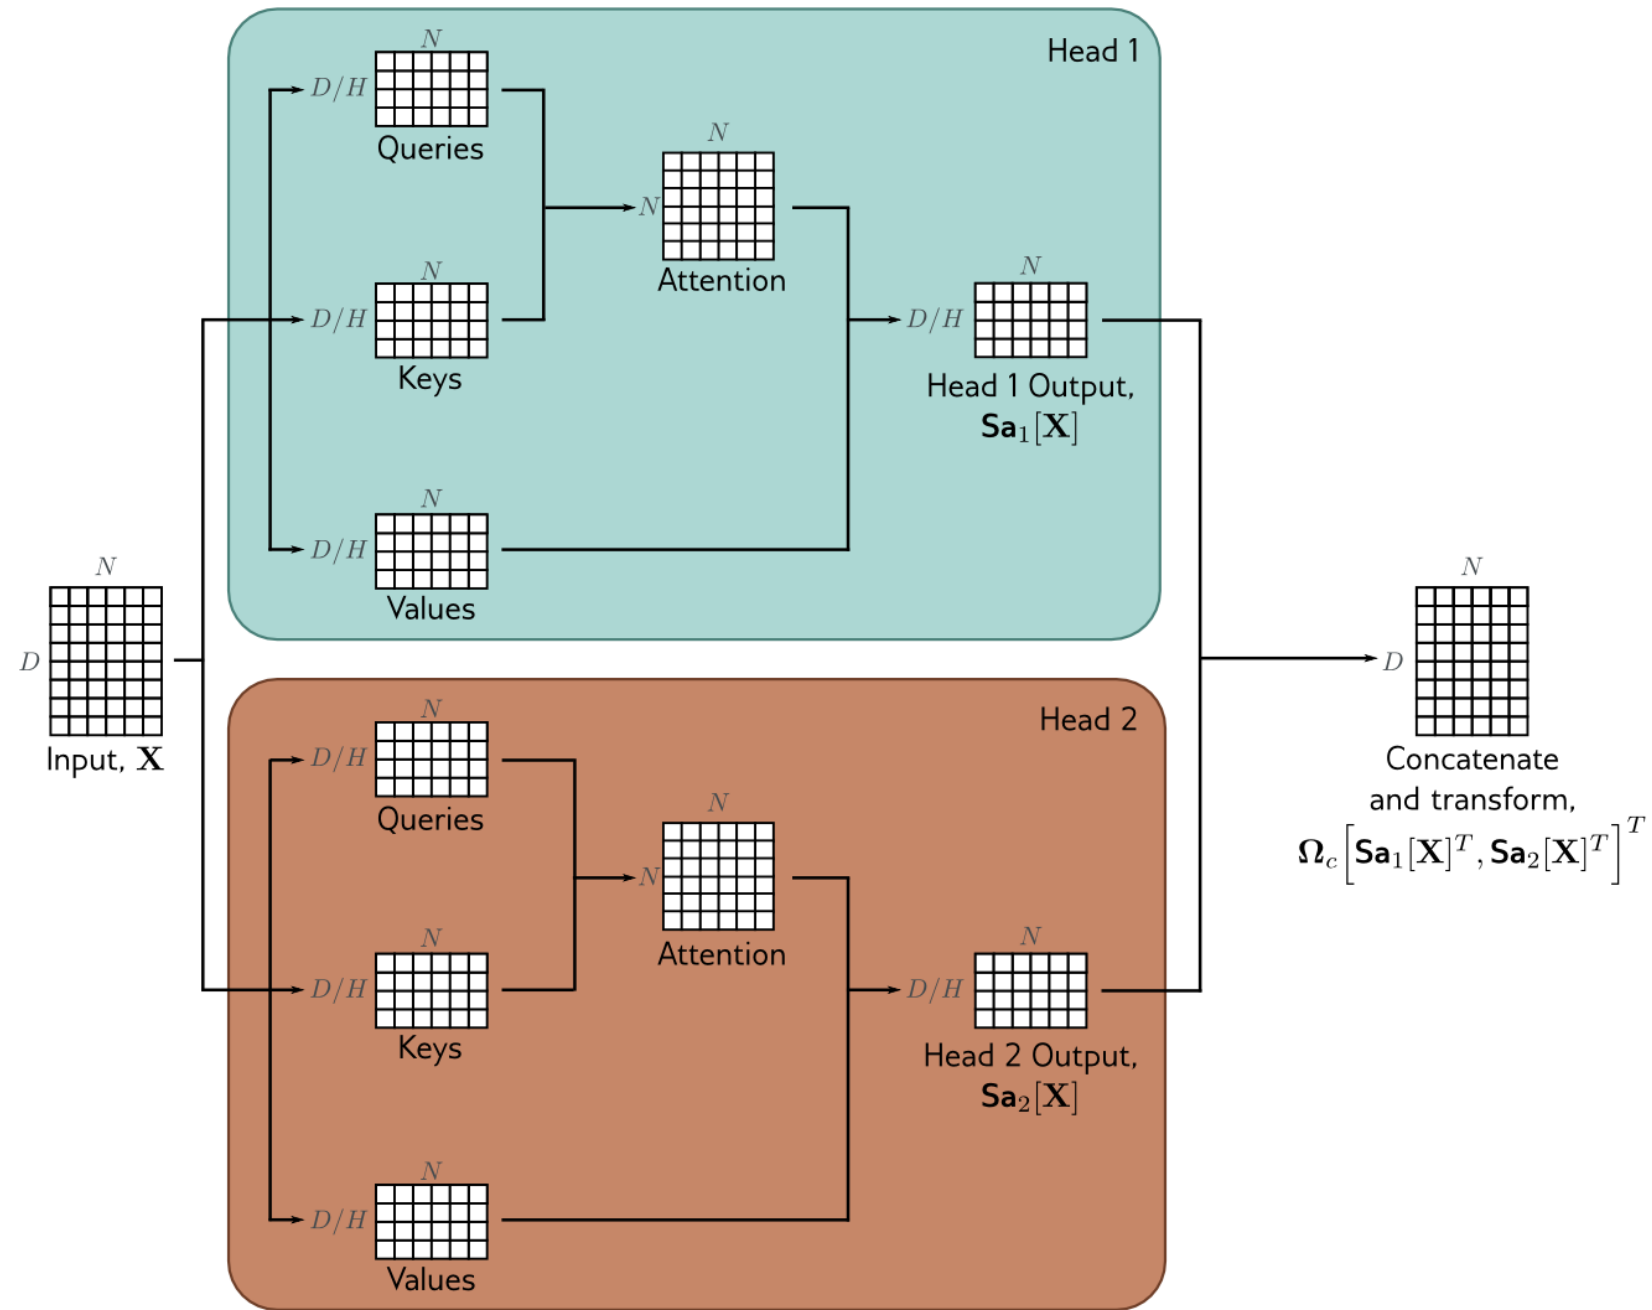 N
D
Input, X
Head 1
N
D/H
Queries
N
D/H
Keys
N
D/H
Values
N
N
Attention
N
D/H
Head 1 Output,
Sa₁[X]
Head 2
N
D/H
Queries
N
D/H
Keys
N
D/H
Values
N
N
Attention
N
D/H
Head 2 Output,
Sa₂[X]
N
D
Concatenate
and transform,
Ω_c[Sa₁[X]ᵀ, Sa₂[X]ᵀ]ᵀ